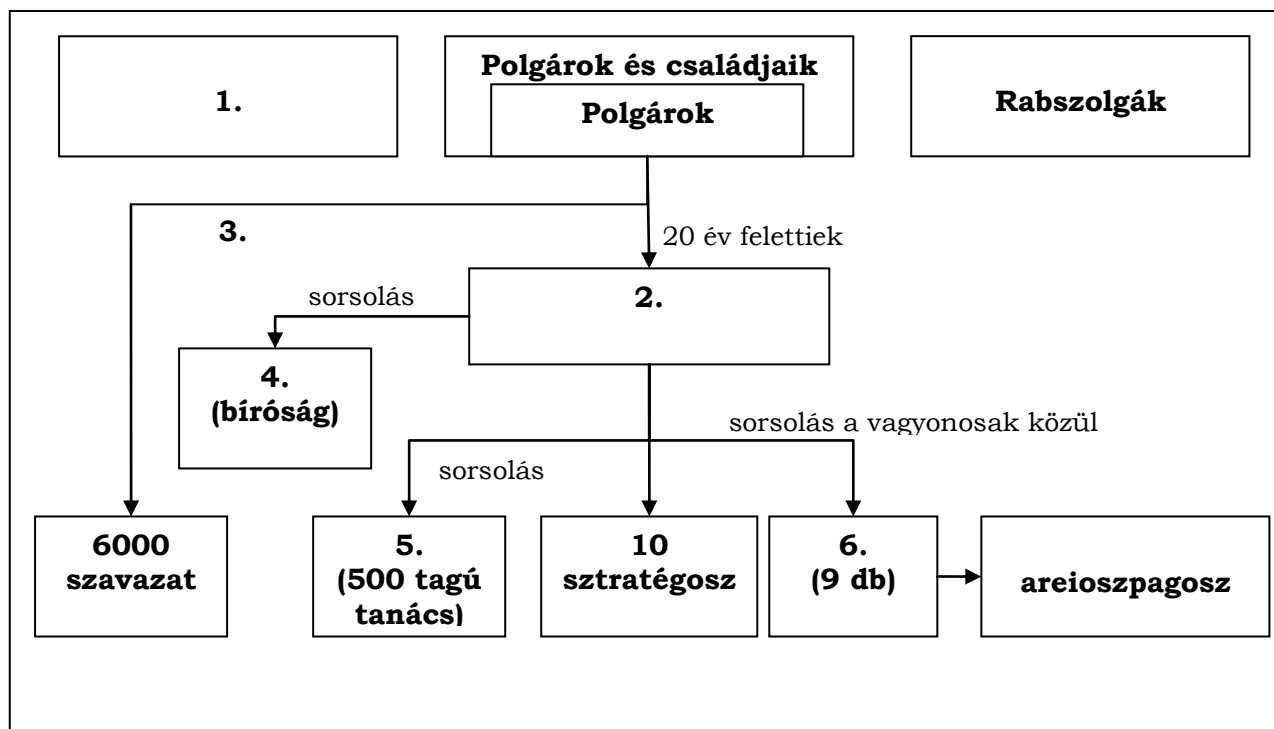 1.
Polgárok és családjaik
Polgárok
Rabszolgák
3.
20 év felettiek
sorsolás
2.
4.
(bíróság)
sorsolás a vagyonosak közül
sorsolás
6000
szavazat
5.
(500 tagú
tanács)
10
sztratégosz
6.
(9 db)
areioszpagosz